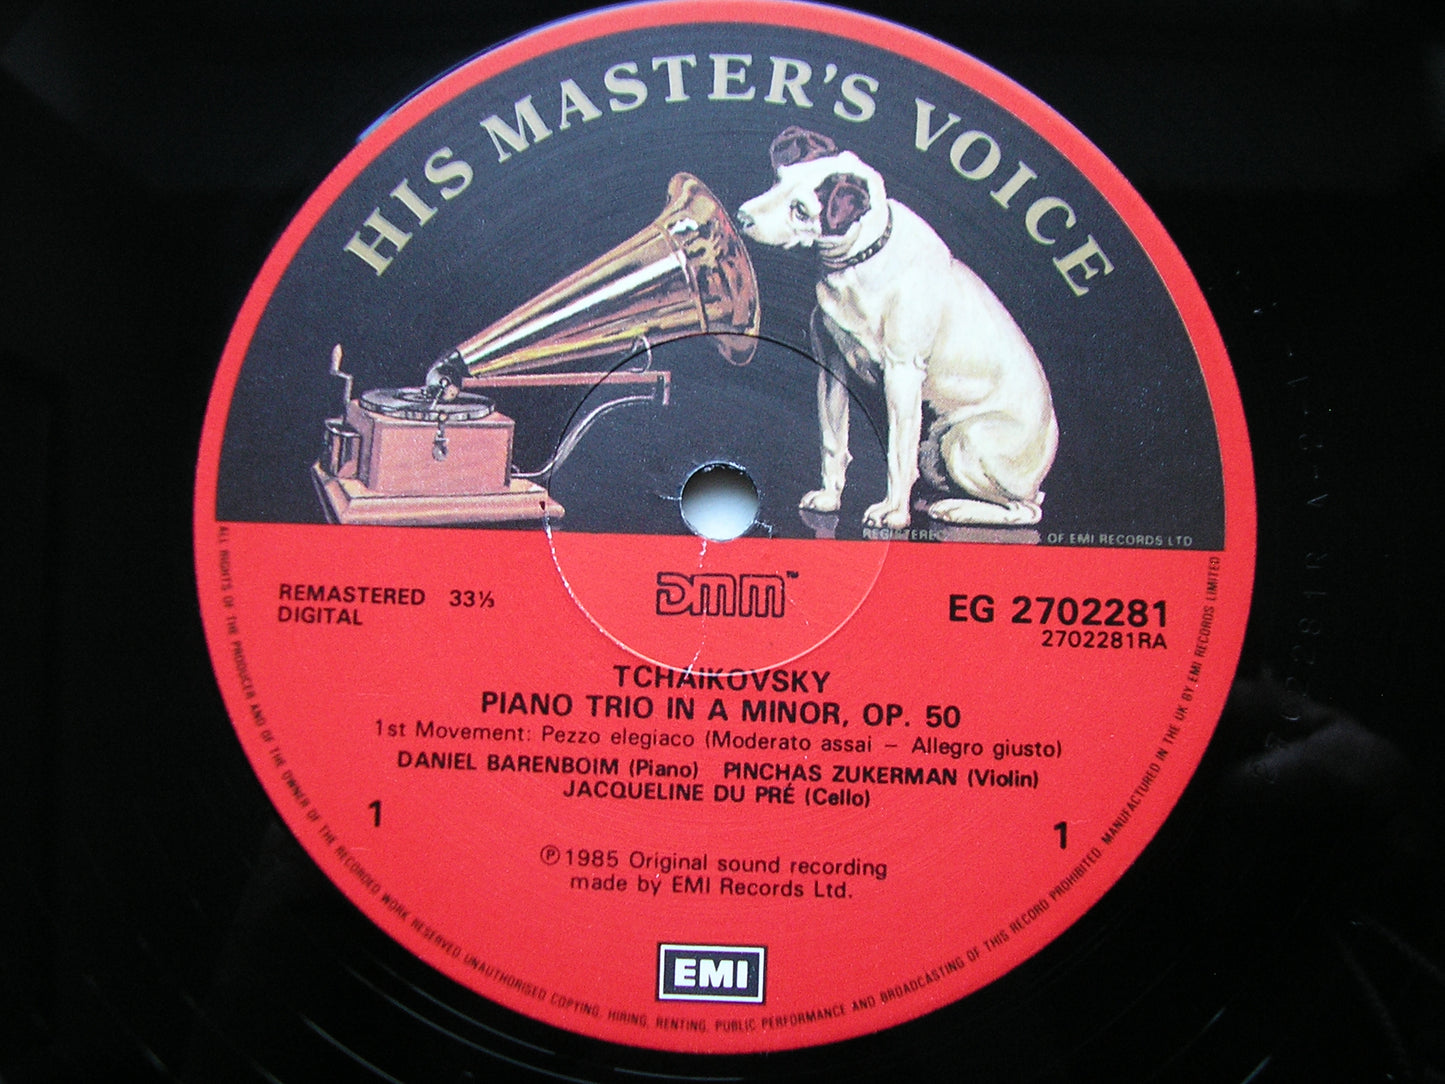 HIS MASTER'S VOICE
REGISTERED OF EMI RECORDS LTD
REMASTERED 33⅓
DIGITAL
DMM™
EG 2702281
2702281RA
TCHAIKOVSKY
PIANO TRIO IN A MINOR, OP. 50
1st Movement: Pezzo elegiaco (Moderato assai – Allegro giusto)
DANIEL BARENBOIM (Piano) PINCHAS ZUKERMAN (Violin)
JACQUELINE DU PRÉ (Cello)
1
1
℗ 1985 Original sound recording
made by EMI Records Ltd.
EMI
ALL RIGHTS OF THE PRODUCER AND OF THE OWNER OF THE RECORDED WORK RESERVED. UNAUTHORISED COPYING, HIRING, RENTING, PUBLIC PERFORMANCE AND BROADCASTING OF THIS RECORD PROHIBITED. MANUFACTURED IN THE UK BY EMI RECORDS LIMITED